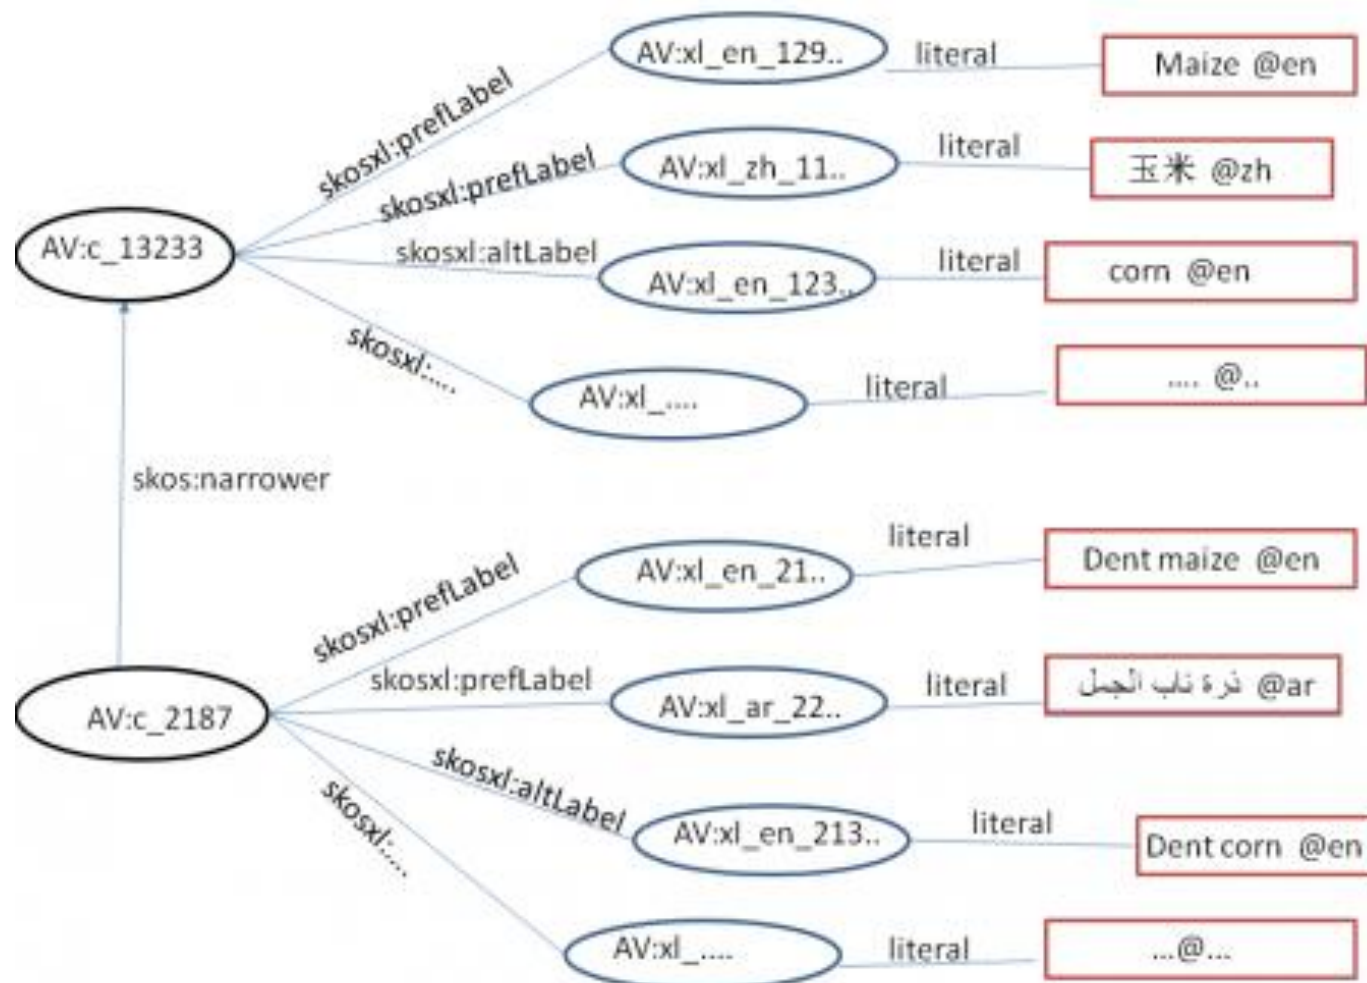 AV:xl_en_129..
literal
Maize @en
skosxl:prefLabel
AV:xl_zh_11..
literal
玉米 @zh
skosxl:prefLabel
AV:c_13233
skosxl:altLabel
AV:xl_en_123..
literal
corn @en
skosxl:....
AV:xl_....
literal
.... @..
skos:narrower
skosxl:prefLabel
AV:xl_en_21..
literal
Dent maize @en
AV:c_2187
skosxl:prefLabel
AV:xl_ar_22..
literal
ذرة ناب الجمل @ar
skosxl:altLabel
AV:xl_en_213..
literal
Dent corn @en
skosxl:....
AV:xl_....
literal
...@...